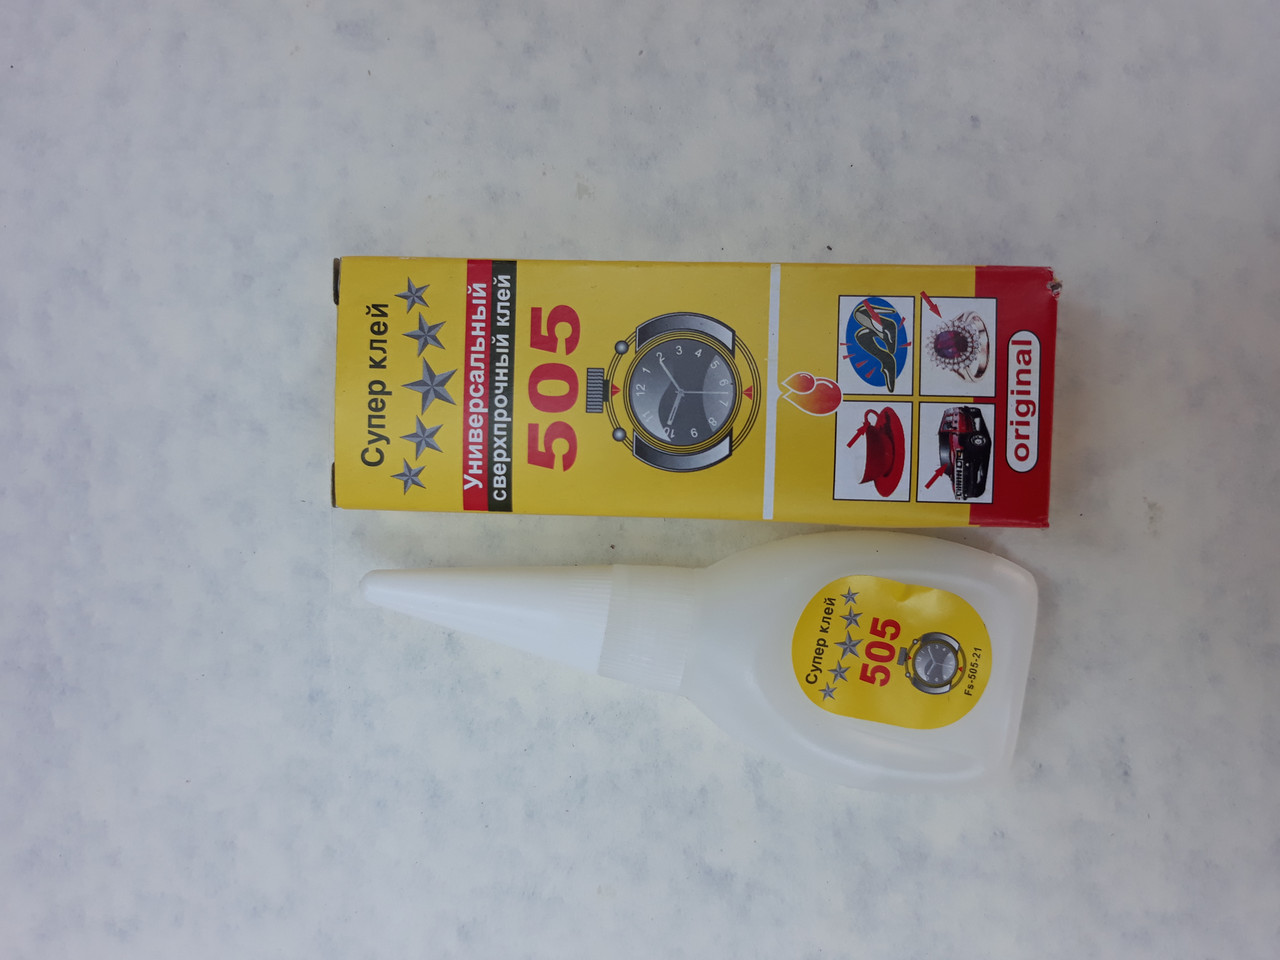 Супер клей
Универсальный
сверхпрочный клей
505
original
Супер клей
505
Fs-505-21